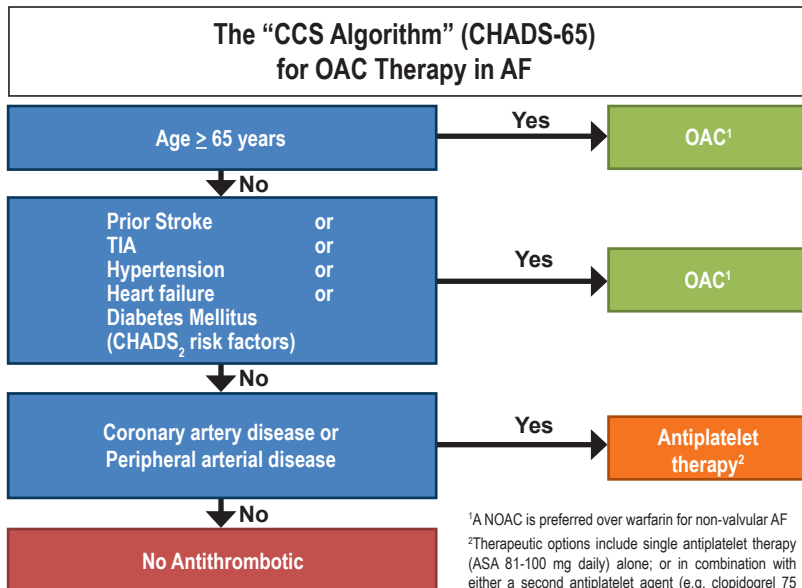 The “CCS Algorithm” (CHADS-65)
for OAC Therapy in AF
Age ≥ 65 years
Yes
OAC¹
No
Prior Stroke or
TIA or
Hypertension or
Heart failure or
Diabetes Mellitus
(CHADS₂ risk factors)
Yes
OAC¹
No
Coronary artery disease or
Peripheral arterial disease
Yes
Antiplatelet
therapy²
No
No Antithrombotic
¹A NOAC is preferred over warfarin for non-valvular AF
²Therapeutic options include single antiplatelet therapy
(ASA 81-100 mg daily) alone; or in combination with
either a second antiplatelet agent (e.g. clopidogrel 75